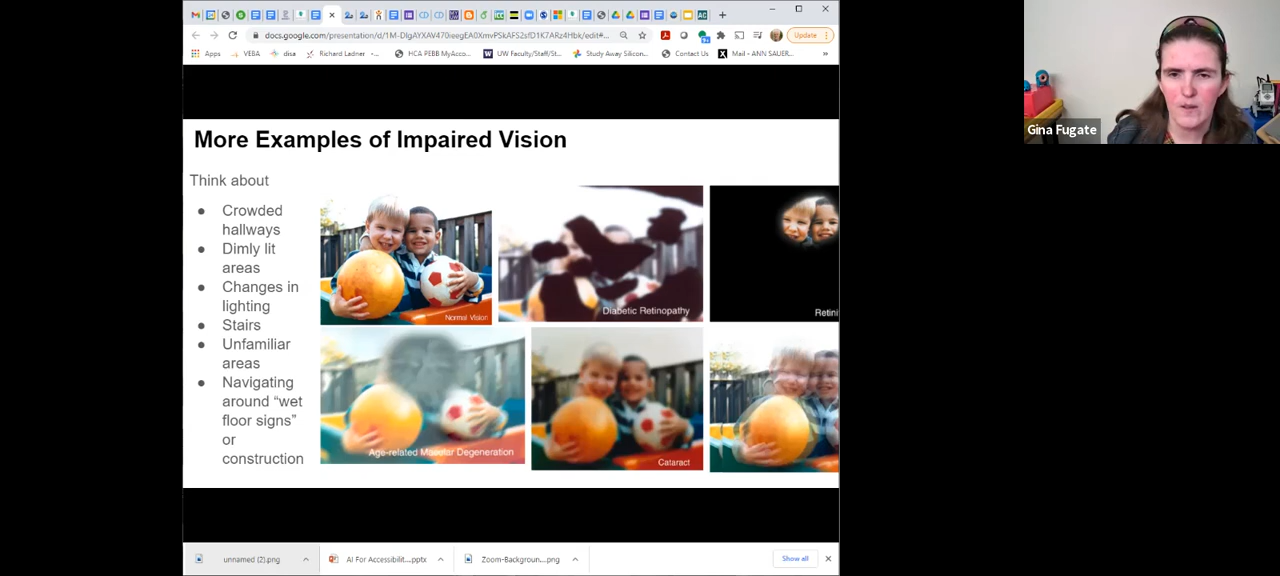 docs.google.com/presentation/d/
Update
Apps
VEBA
disa
Richard Ladner
HCA PEBB MyAcco...
UW Faculty/Staff/St...
Study Away Silicon...
Contact Us
Mail – ANN SAUER...
»
Gina Fugate
More Examples of Impaired Vision
Think about
● Crowded
hallways
● Dimly lit
areas
● Changes in
lighting
● Stairs
● Unfamiliar
areas
● Navigating
around “wet
floor signs”
or
construction
Normal Vision
Diabetic Retinopathy
Retini
Age-related Macular Degeneration
Cataract
unnamed (2).png
AI For Accessibilit....pptx
Zoom-Backgroun....png
Show all